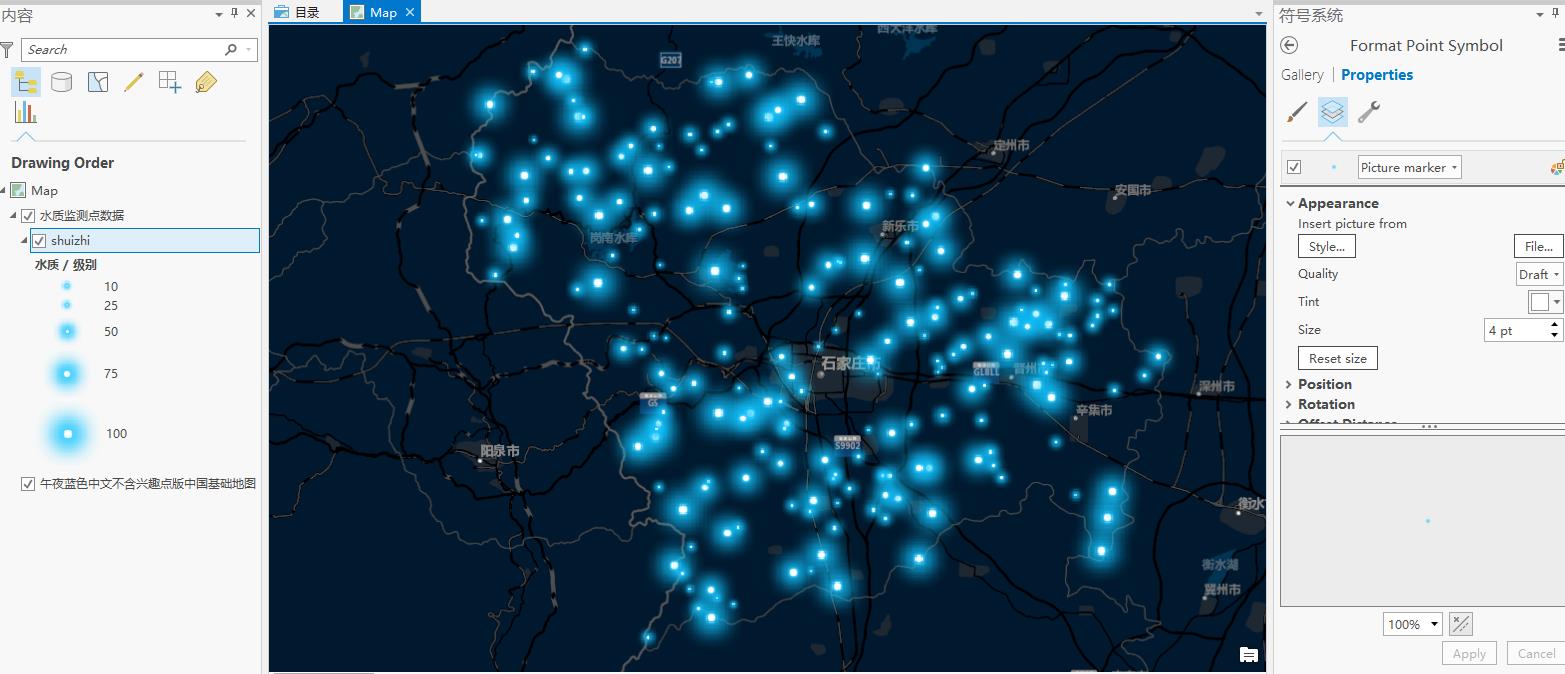 内容
Search
Drawing Order
Map
水质监测点数据
shuizhi
水质 / 级别
10
25
50
75
100
午夜蓝色中文不含兴趣点版中国基础地图
目录
Map
G207
王快水库
西大洋水库
定州市
安国市
新乐市
岗南水库
石家庄市
GL8LL
晋州市
深州市
辛集市
G5
S9902
阳泉市
衡水
衡水湖
冀州市
符号系统
Format Point Symbol
Gallery
Properties
Picture marker
Appearance
Insert picture from
Style...
File...
Quality
Draft
Tint
Size
4 pt
Reset size
Position
Rotation
Offset Distance
100%
Apply
Cancel